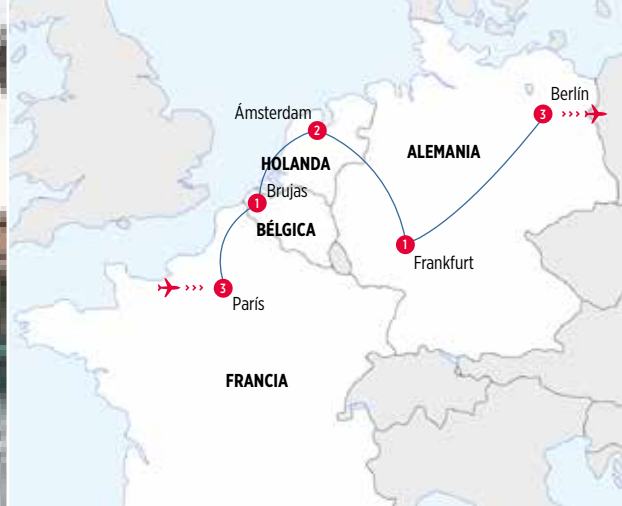 Berlín
3
Ámsterdam
2
ALEMANIA
HOLANDA
Brujas
1
BÉLGICA
1
Frankfurt
3
París
FRANCIA